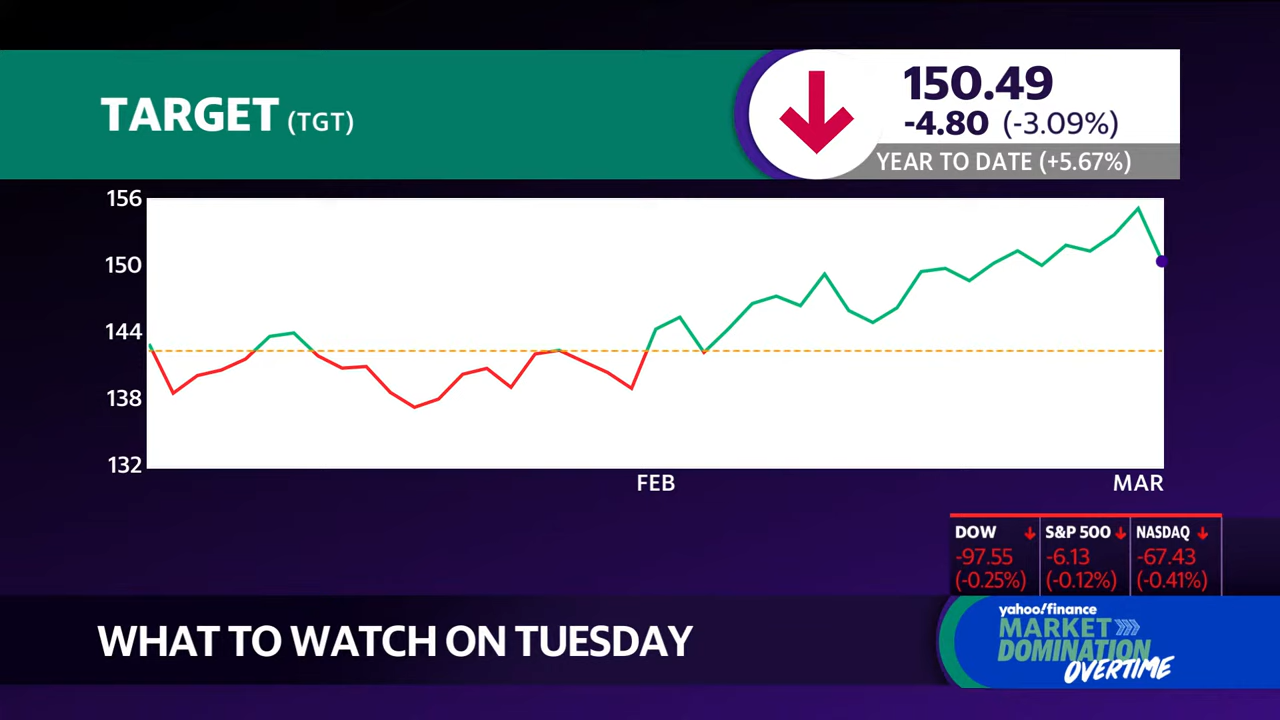 TARGET (TGT)
150.49
-4.80 (-3.09%)
YEAR TO DATE (+5.67%)
156
150
144
138
132
FEB MAR
DOW S&P 500 NASDAQ
-97.55 -6.13 -67.43
(-0.25%) (-0.12%) (-0.41%)
WHAT TO WATCH ON TUESDAY
yahoo!finance
MARKET
DOMINATION
OVERTIME